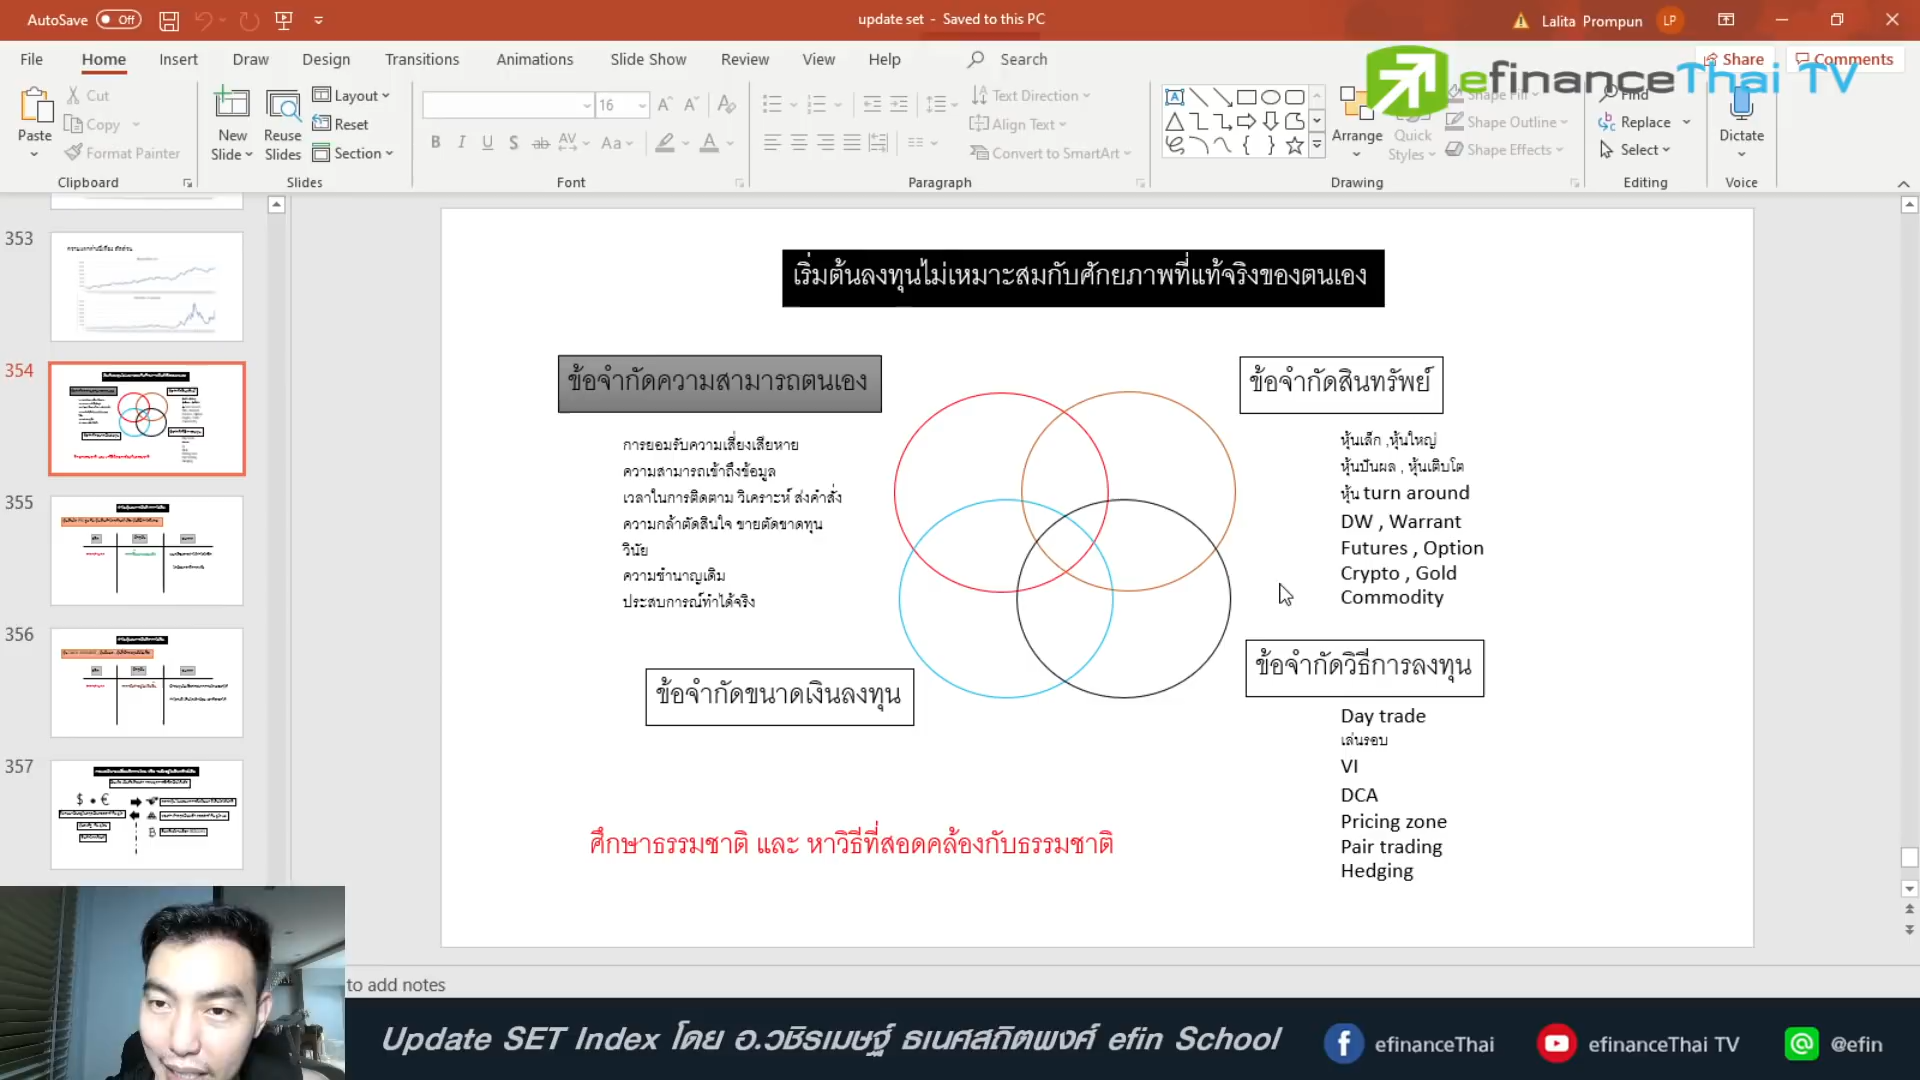 AutoSave Off
update set - Saved to this PC
Lalita Prompun LP
File Home Insert Draw Design Transitions Animations Slide Show Review View Help Search
Share Comments
efinanceThai TV
Paste
Cut
Copy
Format Painter
Clipboard
New Slide
Reuse Slides
Layout
Reset
Section
Slides
16
Font
Text Direction
Align Text
Convert to SmartArt
Paragraph
Arrange
Quick Styles
Shape Fill
Shape Outline
Shape Effects
Drawing
Find
Replace
Select
Editing
Dictate
Voice
353
354
355
356
357
เริ่มต้นลงทุนไม่เหมาะสมกับศักยภาพที่แท้จริงของตนเอง
ข้อจำกัดความสามารถตนเอง
การยอมรับความเสี่ยงเสียหาย
ความสามารถเข้าถึงข้อมูล
เวลาในการติดตาม วิเคราะห์ ส่งคำสั่ง
ความกล้าตัดสินใจ ขายตัดขาดทุน
วินัย
ความชำนาญเดิม
ประสบการณ์ทำได้จริง
ข้อจำกัดสินทรัพย์
หุ้นเล็ก ,หุ้นใหญ่
หุ้นปันผล , หุ้นเติบโต
หุ้น turn around
DW , Warrant
Futures , Option
Crypto , Gold
Commodity
ข้อจำกัดขนาดเงินลงทุน
ข้อจำกัดวิธีการลงทุน
Day trade
เล่นรอบ
VI
DCA
Pricing zone
Pair trading
Hedging
ศึกษาธรรมชาติ และ หาวิธีที่สอดคล้องกับธรรมชาติ
to add notes
Update SET Index โดย อ.วชิรเมษฐ์ ธเนศสถิตพงศ์ efin School
efinanceThai
efinanceThai TV
@efin